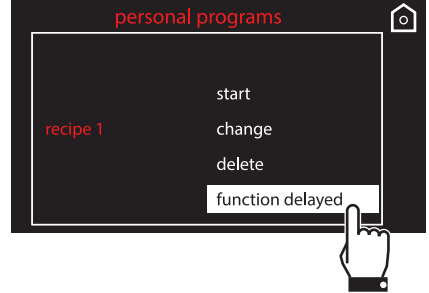 personal programs
start
recipe 1
change
delete
function delayed